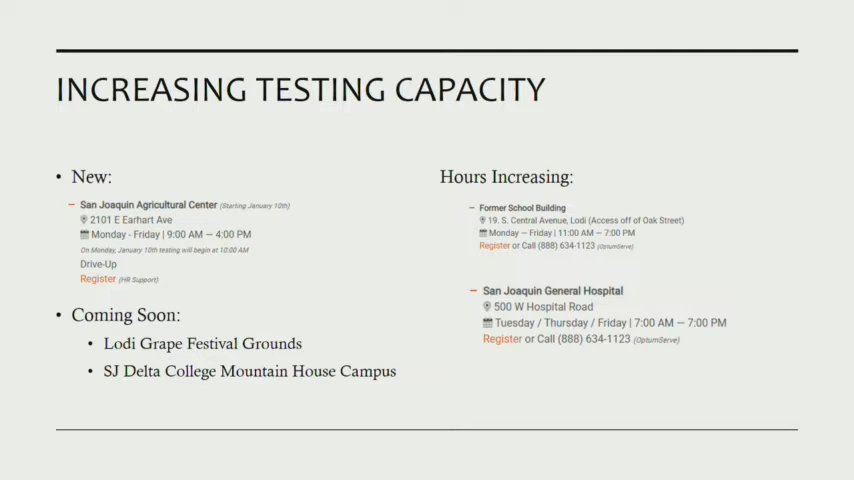 INCREASING TESTING CAPACITY
• New:
– San Joaquin Agricultural Center (Starting January 10th)
2101 E Earhart Ave
Monday - Friday | 9:00 AM — 4:00 PM
On Monday, January 10th testing will begin at 10:00 AM
Drive-Up
Register (HR Support)
• Coming Soon:
• Lodi Grape Festival Grounds
• SJ Delta College Mountain House Campus
Hours Increasing:
– Former School Building
19. S. Central Avenue, Lodi (Access off of Oak Street)
Monday — Friday | 11:00 AM — 7:00 PM
Register or Call (888) 634-1123 (OptumServe)
– San Joaquin General Hospital
500 W Hospital Road
Tuesday / Thursday / Friday | 7:00 AM — 7:00 PM
Register or Call (888) 634-1123 (OptumServe)